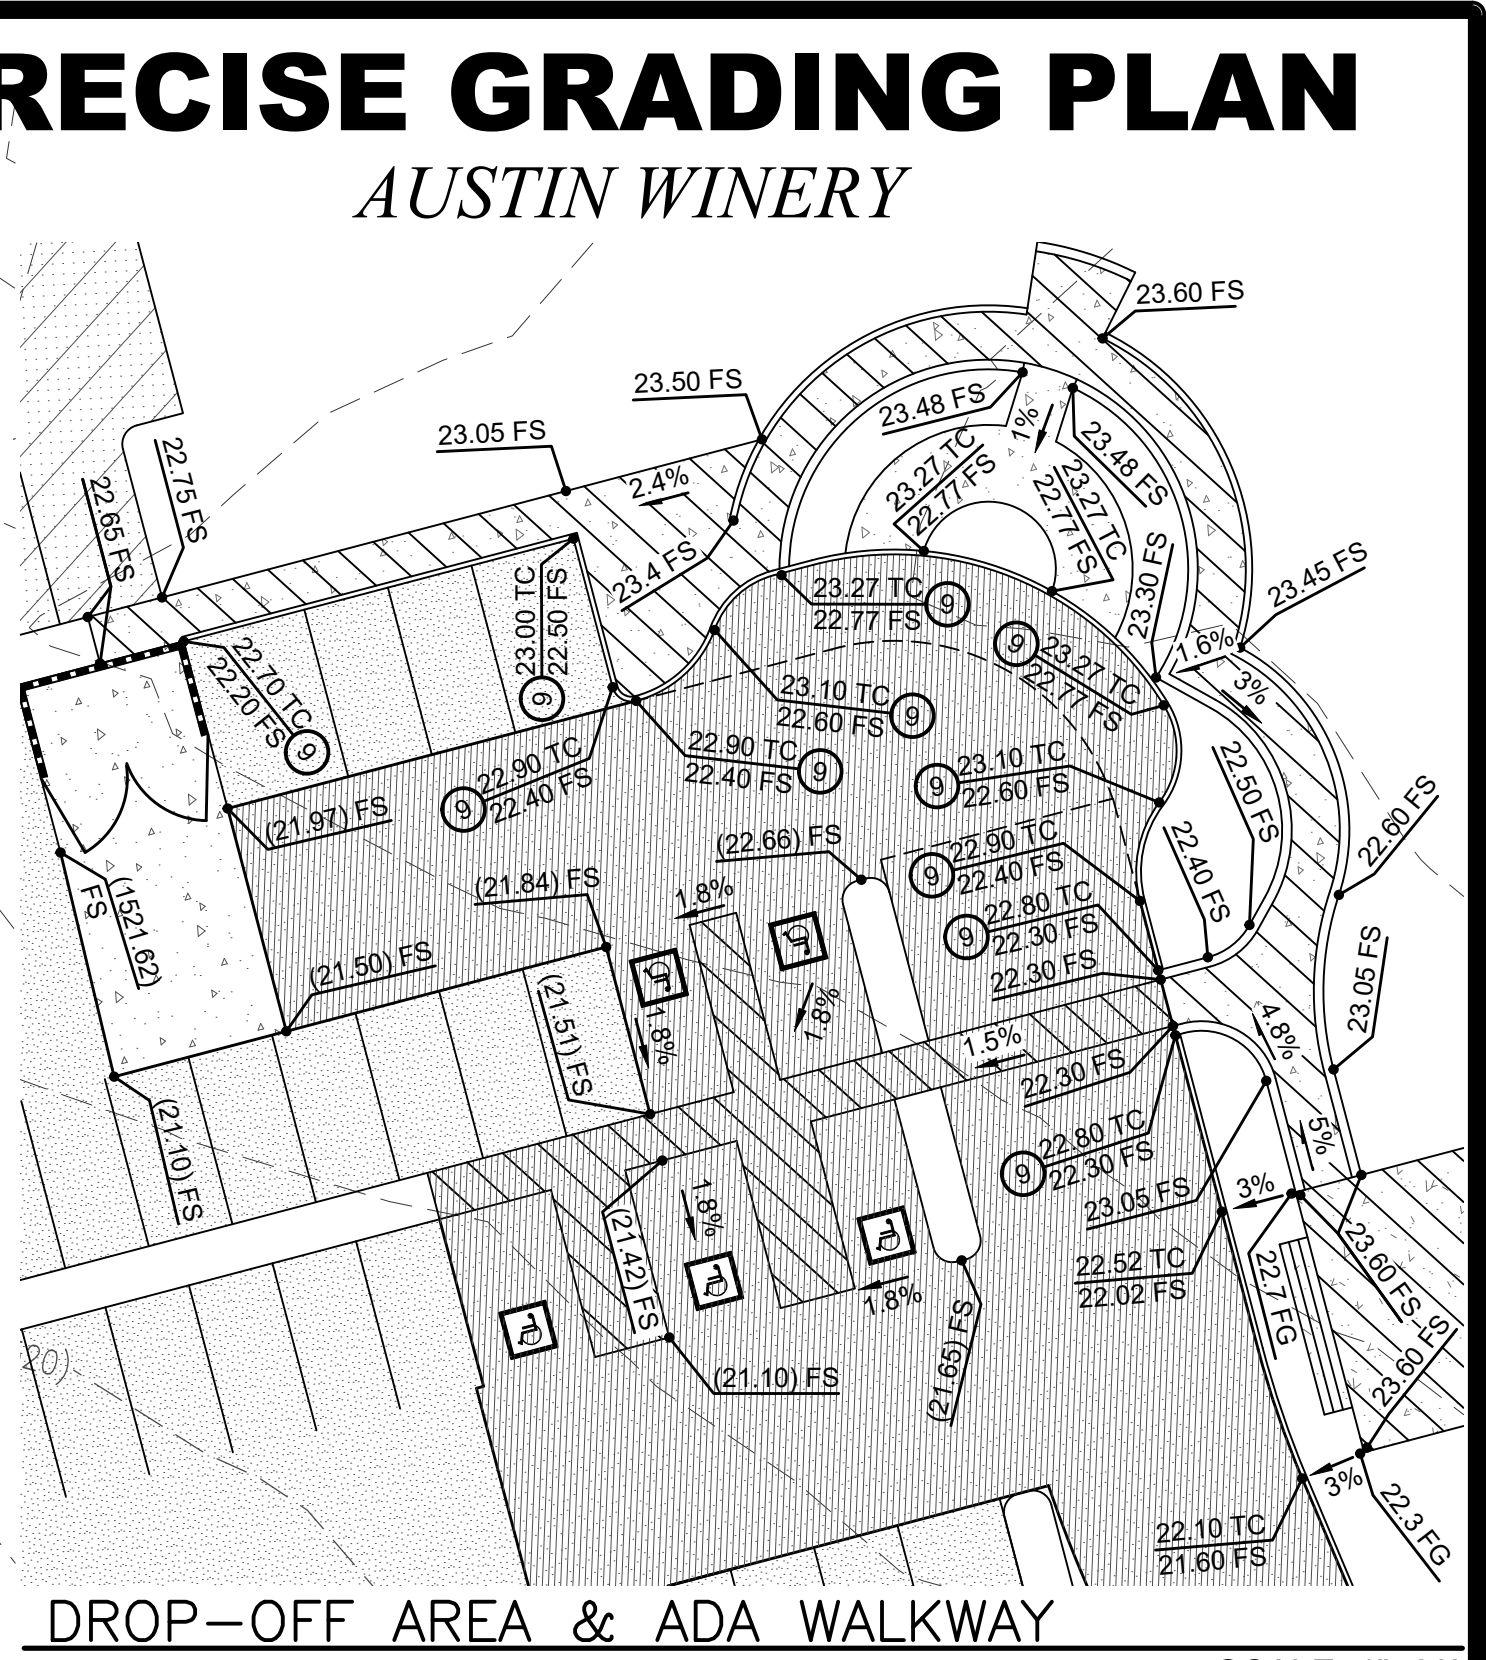 RECISE GRADING PLAN
AUSTIN WINERY
23.60 FS
23.50 FS
23.05 FS
23.48 FS
1%
23.48 FS
22.75 FS
22.65 FS
2.4%
23.27 TC
22.77 FS
23.27 TC
22.77 FS
23.4 FS
23.30 FS
23.45 FS
23.00 TC
22.50 FS
9
23.27 TC
22.77 FS
9
9
23.27 TC
22.77 FS
1.6%
3%
22.70 TC
22.20 FS
9
23.10 TC
22.60 FS
9
22.90 TC
22.40 FS
9
9
22.90 TC
22.40 FS
9
23.10 TC
22.60 FS
22.50 FS
22.60 FS
(21.97) FS
(22.66) FS
9
22.90 TC
22.40 FS
22.40 FS
(21.84) FS
1.8%
9
22.80 TC
22.30 FS
22.30 FS
(1521.62)
FS
(21.50) FS
(21.51) FS
1.8%
1.8%
1.5%
22.30 FS
4.8%
23.05 FS
(21.10) FS
9
22.80 TC
22.30 FS
5%
23.05 FS
3%
1.8%
(21.42) FS
22.52 TC
22.02 FS
22.7 FG
23.60 FS
1.8%
20)
(21.10) FS
(21.65) FS
23.60 FS
3%
22.3 FG
22.10 TC
21.60 FS
DROP-OFF AREA & ADA WALKWAY